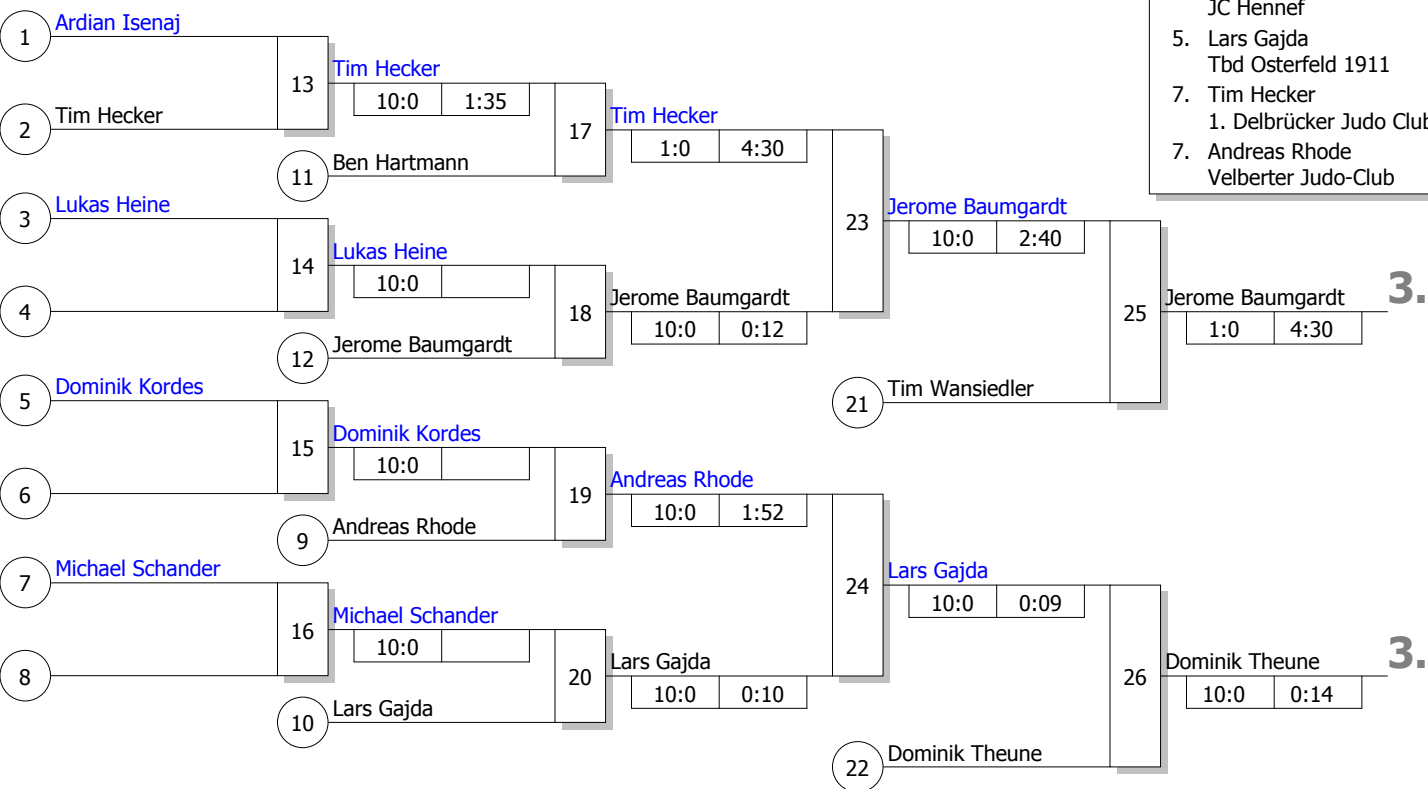 JC Hennef
5. Lars Gajda
Tbd Osterfeld 1911
7. Tim Hecker
1. Delbrücker Judo Club
7. Andreas Rhode
Velberter Judo-Club
1 Ardian Isenaj
13 Tim Hecker
10:0 1:35
2 Tim Hecker
17 Tim Hecker
1:0 4:30
11 Ben Hartmann
3 Lukas Heine
23 Jerome Baumgardt
10:0 2:40
14 Lukas Heine
10:0
4
18 Jerome Baumgardt
10:0 0:12
25 Jerome Baumgardt 3.
1:0 4:30
12 Jerome Baumgardt
5 Dominik Kordes
21 Tim Wansiedler
15 Dominik Kordes
10:0
6
19 Andreas Rhode
10:0 1:52
9 Andreas Rhode
7 Michael Schander
24 Lars Gajda
10:0 0:09
16 Michael Schander
10:0
8
20 Lars Gajda
10:0 0:10
26 Dominik Theune 3.
10:0 0:14
10 Lars Gajda
22 Dominik Theune